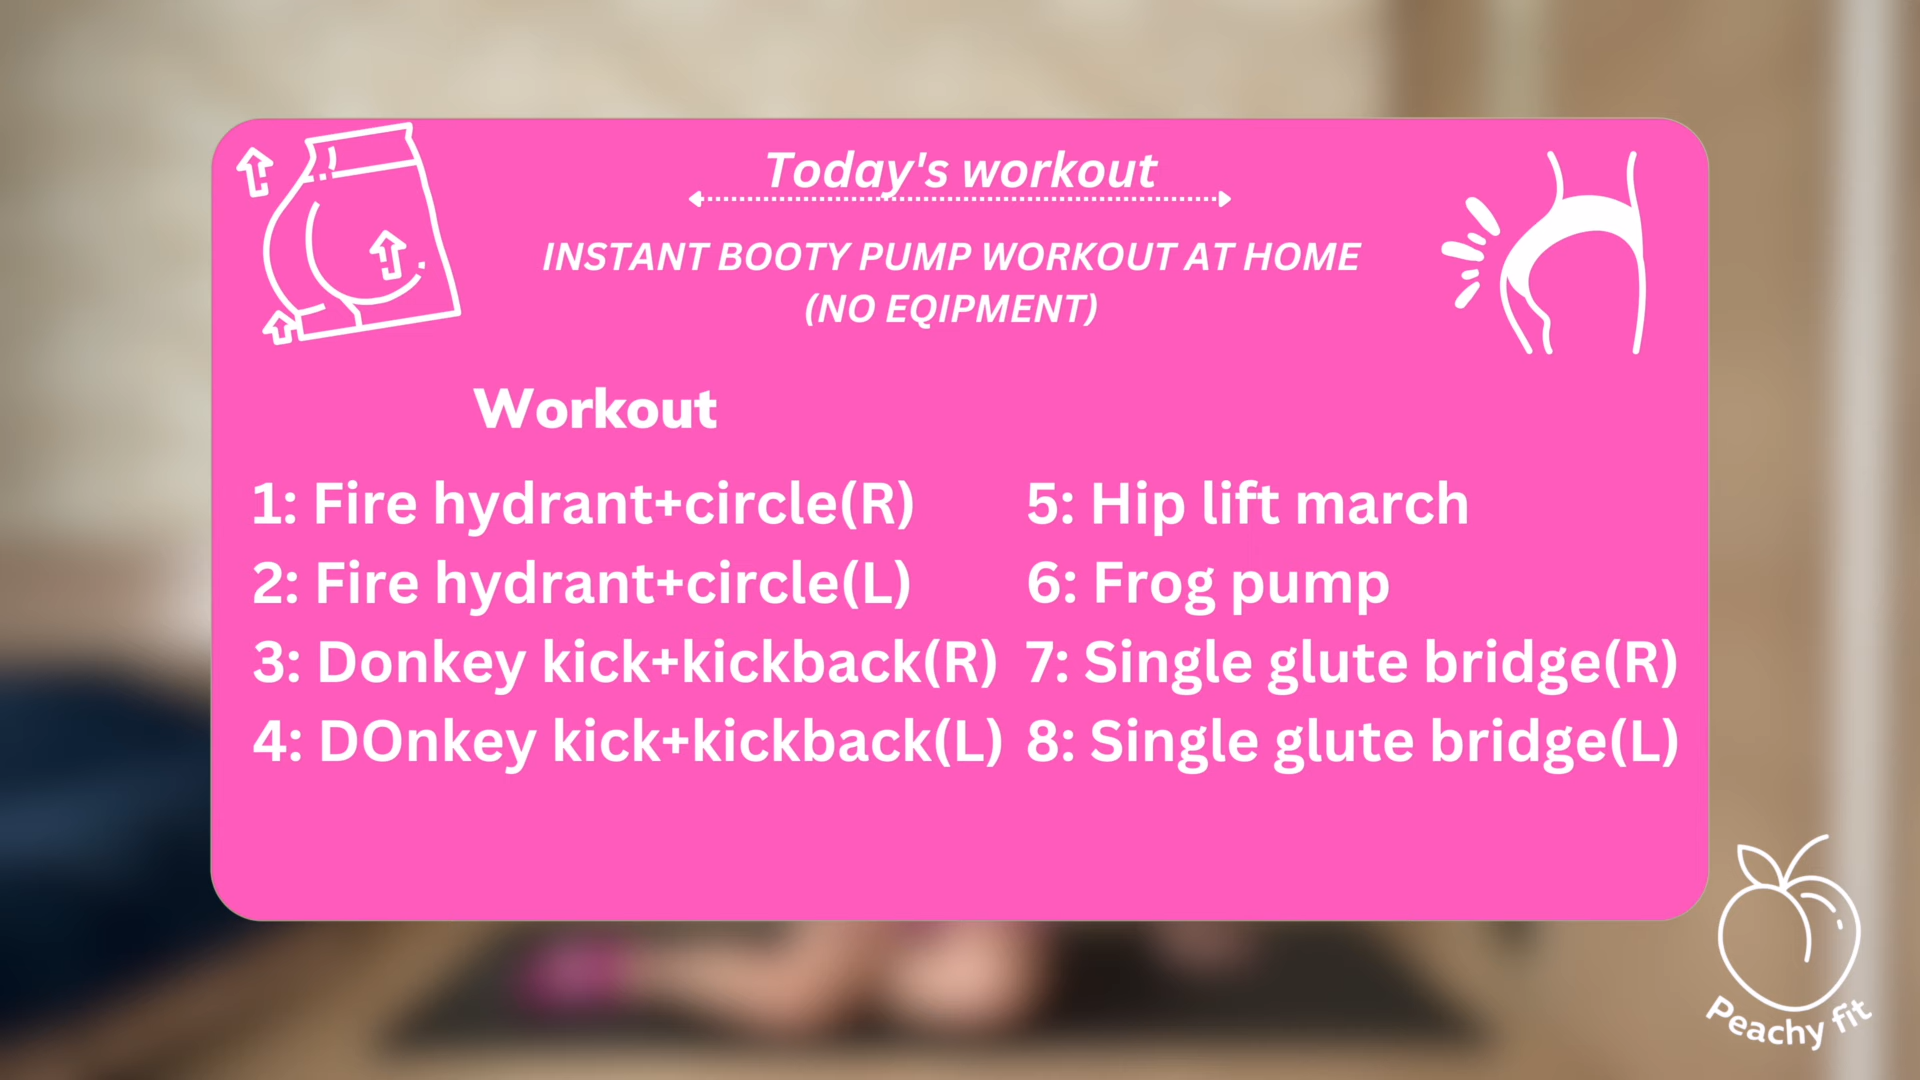 Today's workout
INSTANT BOOTY PUMP WORKOUT AT HOME
(NO EQIPMENT)
Workout
1: Fire hydrant+circle(R)
2: Fire hydrant+circle(L)
3: Donkey kick+kickback(R)
4: DOnkey kick+kickback(L)
5: Hip lift march
6: Frog pump
7: Single glute bridge(R)
8: Single glute bridge(L)
Peachy fit